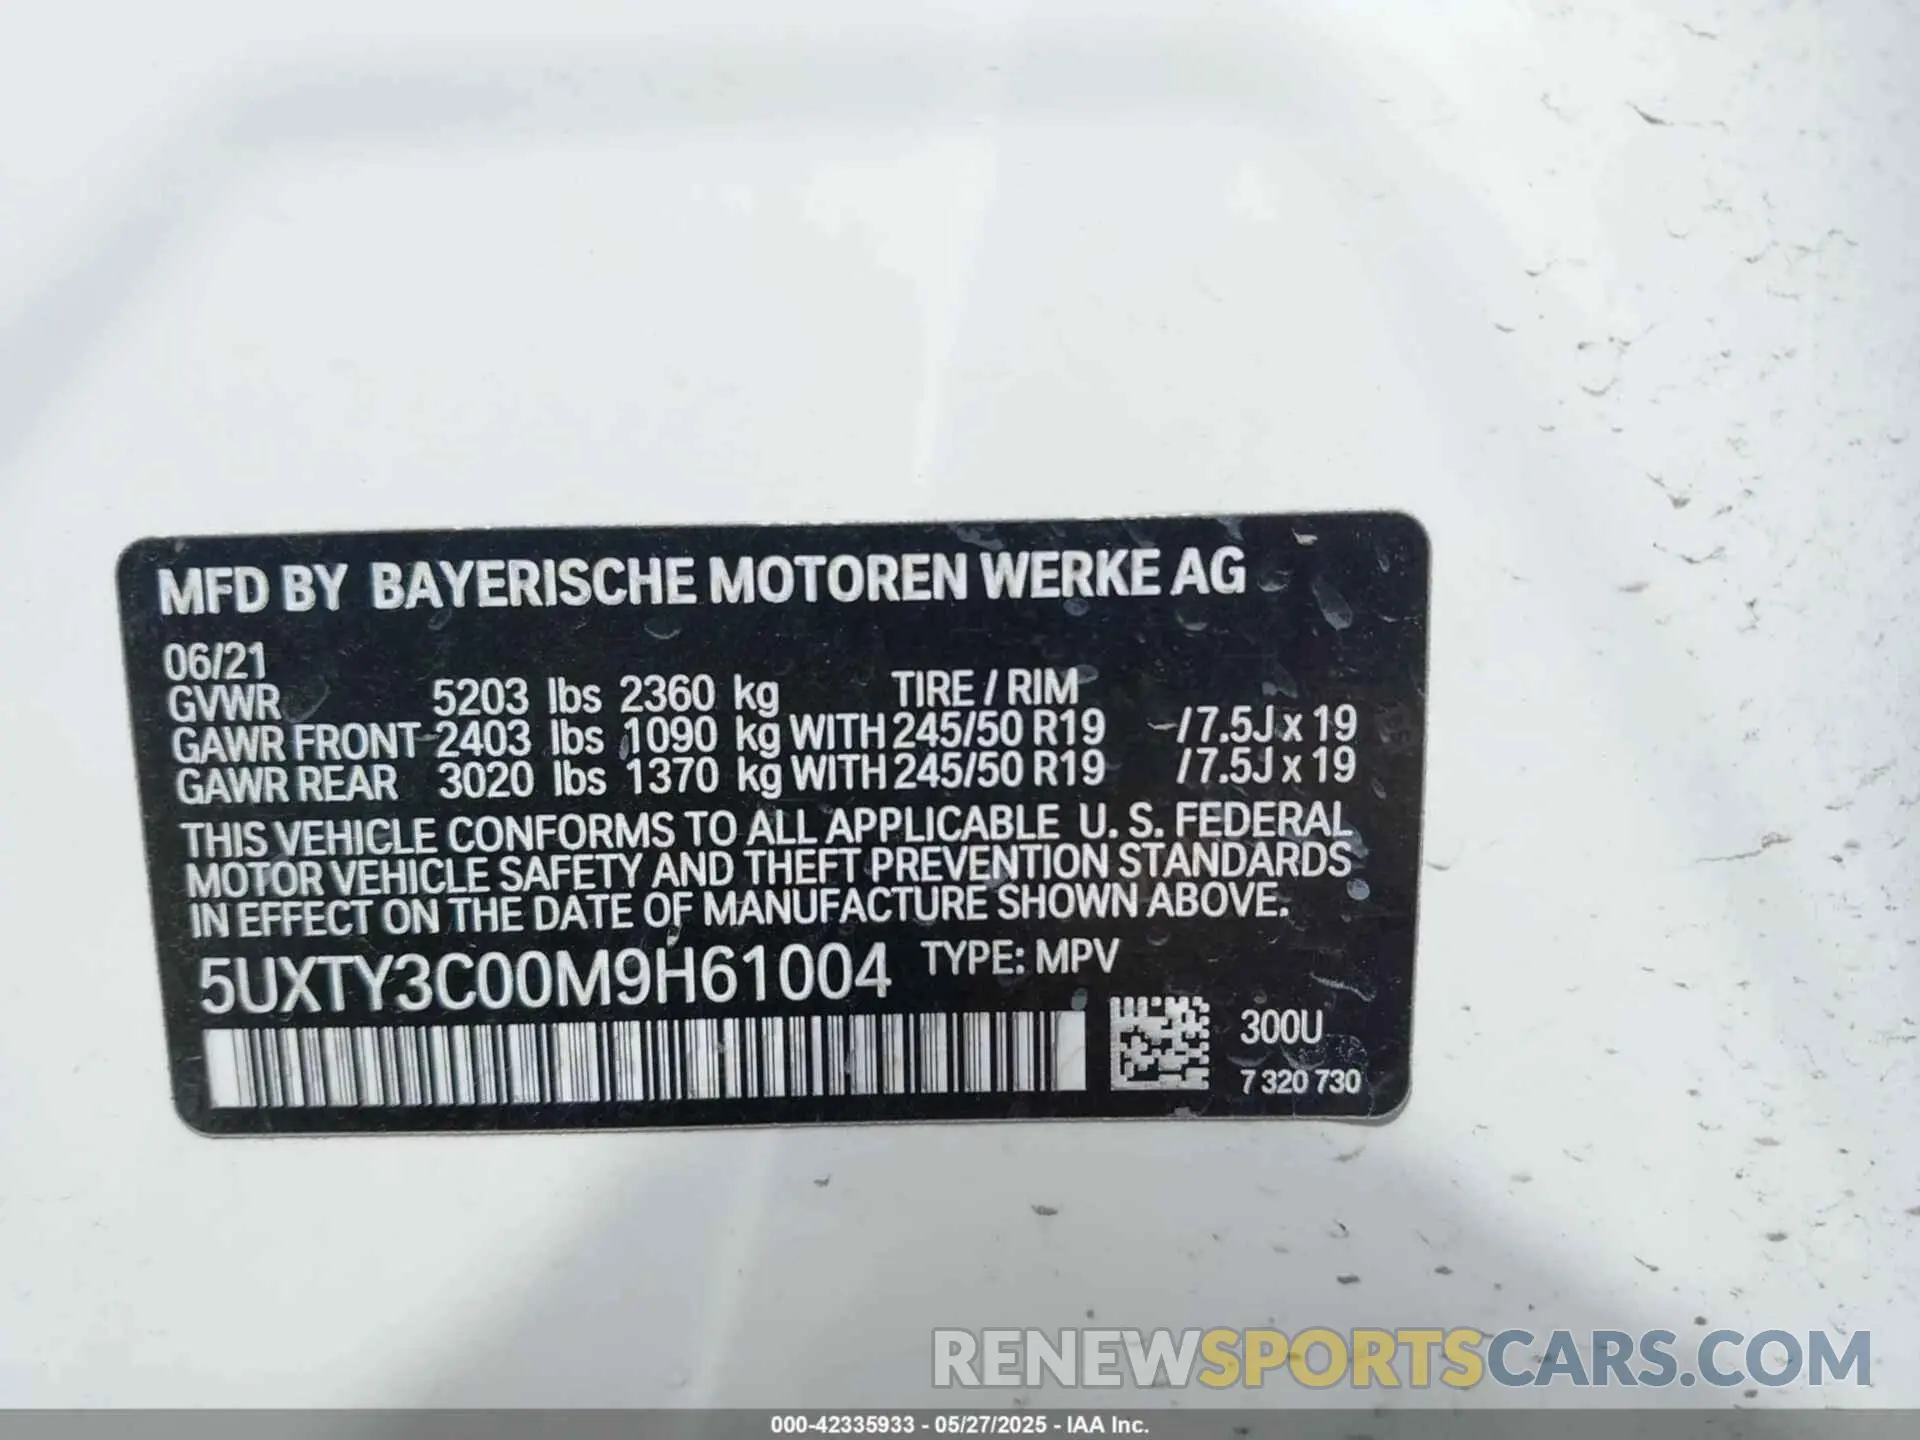 MFD BY BAYERISCHE MOTOREN WERKE AG
06/21
GVWR 5203 lbs 2360 kg TIRE / RIM
GAWR FRONT 2403 lbs 1090 kg WITH 245/50 R19 -/7.5J x 19
GAWR REAR 3020 lbs 1370 kg WITH 245/50 R19 /7.5J x 19
THIS VEHICLE CONFORMS TO ALL APPLICABLE U. S. FEDERAL
MOTOR VEHICLE SAFETY AND THEFT PREVENTION STANDARDS
IN EFFECT ON THE DATE OF MANUFACTURE SHOWN ABOVE.
5UXTY3C00M9H61004 TYPE: MPV
300U
7 320 730
RENEWSPORTSCARS.COM
000-42335933 - 05/27/2025 - IAA Inc.